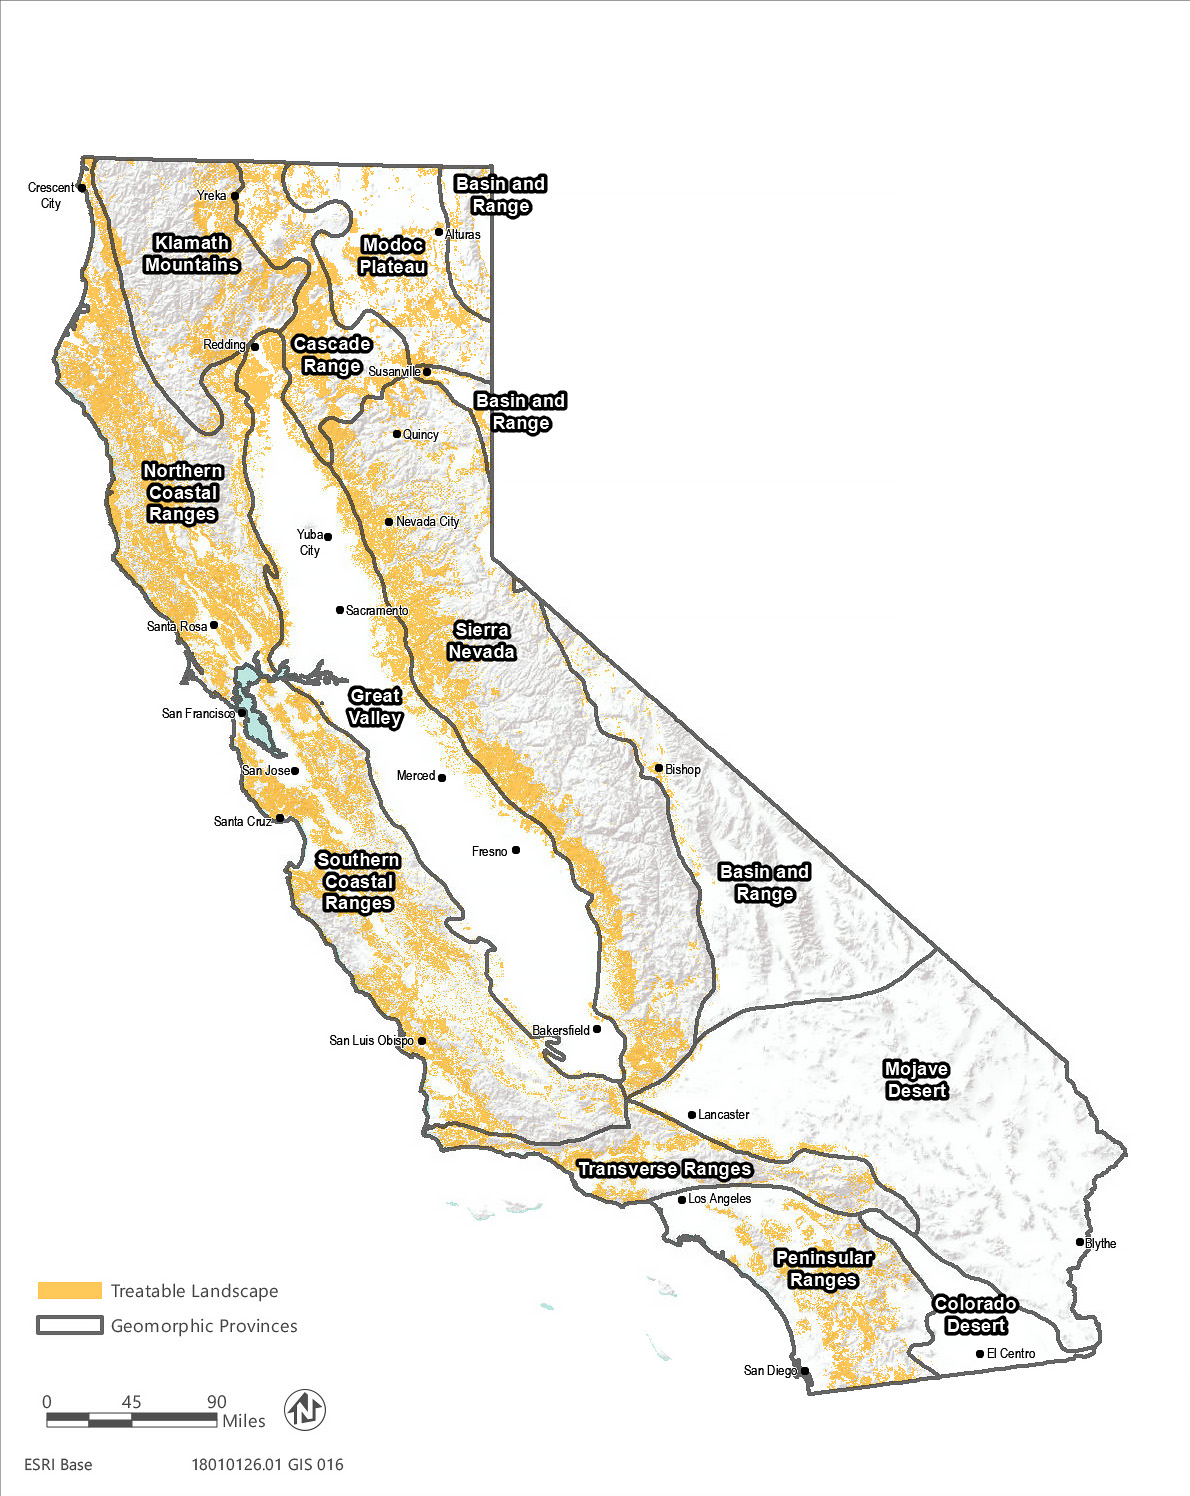 Crescent
City
Yreka
Basin and
Range
Klamath
Mountains
Modoc
Plateau
Alturas
Redding
Cascade
Range
Susanville
Basin and
Range
Quincy
Northern
Coastal
Ranges
Nevada City
Yuba
City
Sacramento
Santa Rosa
Sierra
Nevada
Great
Valley
San Francisco
San Jose
Merced
Bishop
Santa Cruz
Fresno
Southern
Coastal
Ranges
Basin and
Range
Bakersfield
San Luis Obispo
Mojave
Desert
Lancaster
Transverse Ranges
Los Angeles
Blythe
Peninsular
Ranges
Colorado
Desert
El Centro
San Diego
Treatable Landscape
Geomorphic Provinces
0 45 90
Miles
N
ESRI Base 18010126.01 GIS 016